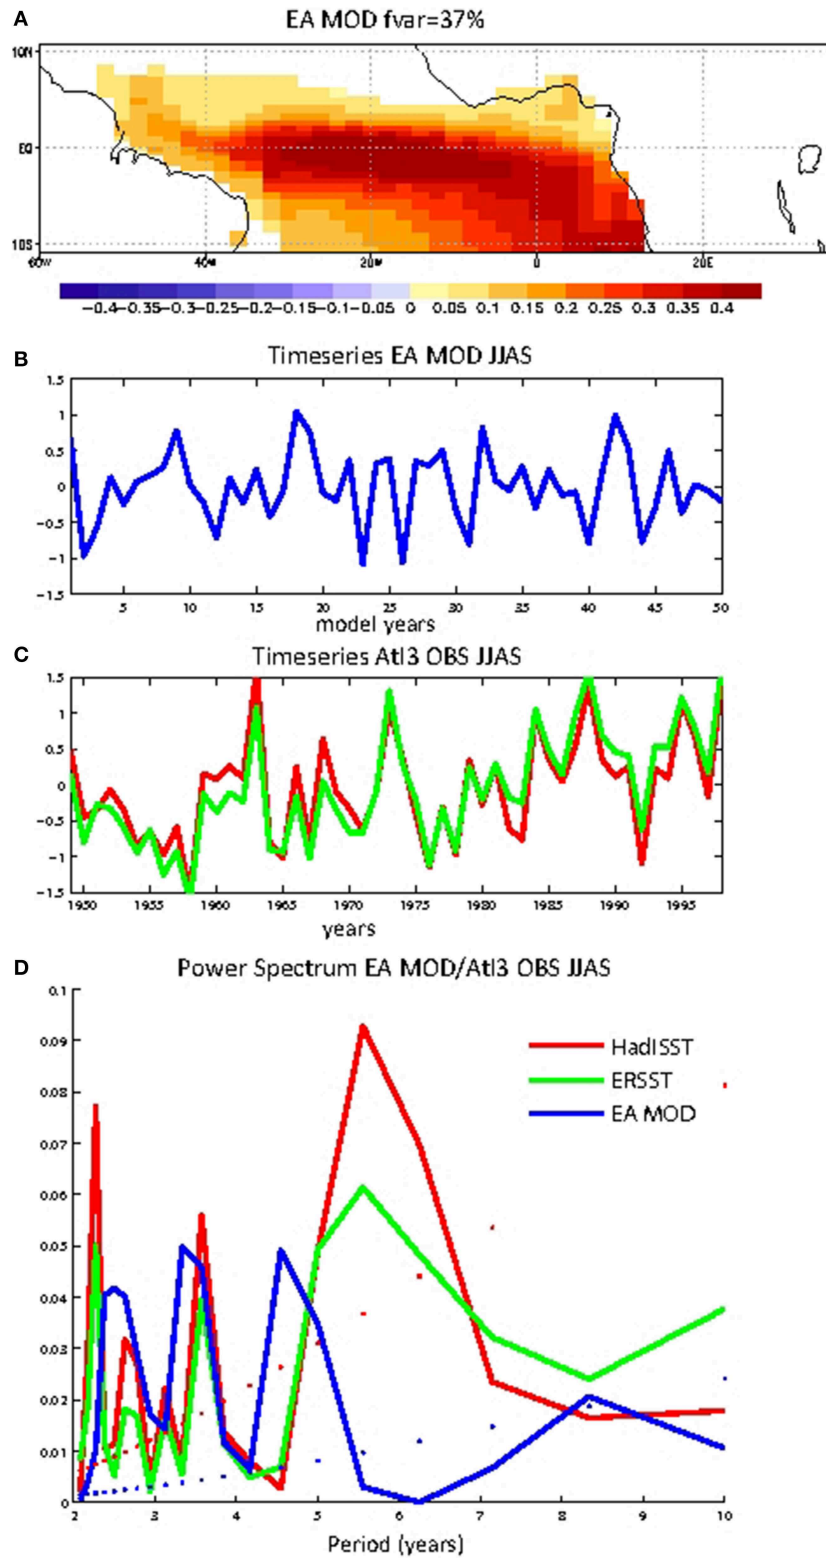 A
EA MOD fvar=37%
10N
EQ
10S
60W 40W 20W 0 20E
-0.4-0.35-0.3-0.25-0.2-0.15-0.1-0.05 0 0.05 0.1 0.15 0.2 0.25 0.3 0.35 0.4
B
Timeseries EA MOD JJAS
1.5
1
0.5
0
-0.5
-1
-1.5
5 10 15 20 25 30 35 40 45 50
model years
C
Timeseries Atl3 OBS JJAS
1.5
1
0.5
0
-0.5
-1
-1.5
1950 1955 1960 1965 1970 1975 1980 1985 1990 1995
years
D
Power Spectrum EA MOD/Atl3 OBS JJAS
0.1
0.09
0.08
0.07
0.06
0.05
0.04
0.03
0.02
0.01
0
HadISST
ERSST
EA MOD
2 3 4 5 6 7 8 9 10
Period (years)